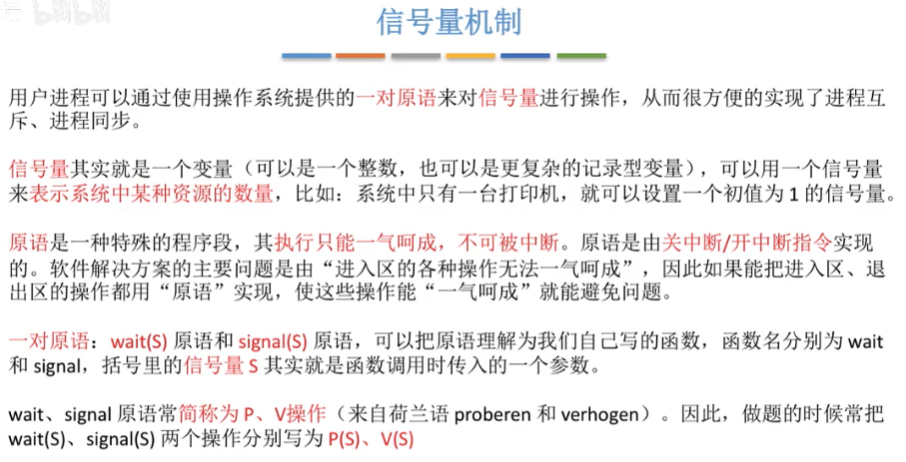 bilibili
信号量机制
用户进程可以通过使用操作系统提供的一对原语来对信号量进行操作，从而很方便的实现了进程互
斥、进程同步。
信号量其实就是一个变量（可以是一个整数，也可以是更复杂的记录型变量），可以用一个信号量
来表示系统中某种资源的数量，比如：系统中只有一台打印机，就可以设置一个初值为 1 的信号量。
原语是一种特殊的程序段，其执行只能一气呵成，不可被中断。原语是由关中断/开中断指令实现
的。软件解决方案的主要问题是由“进入区的各种操作无法一气呵成”，因此如果能把进入区、退
出区的操作都用“原语”实现，使这些操作能“一气呵成”就能避免问题。
一对原语：wait(S) 原语和 signal(S) 原语，可以把原语理解为我们自己写的函数，函数名分别为 wait
和 signal，括号里的信号量 S 其实就是函数调用时传入的一个参数。
wait、signal 原语常简称为 P、V操作（来自荷兰语 proberen 和 verhogen）。因此，做题的时候常把
wait(S)、signal(S) 两个操作分别写为 P(S)、V(S)